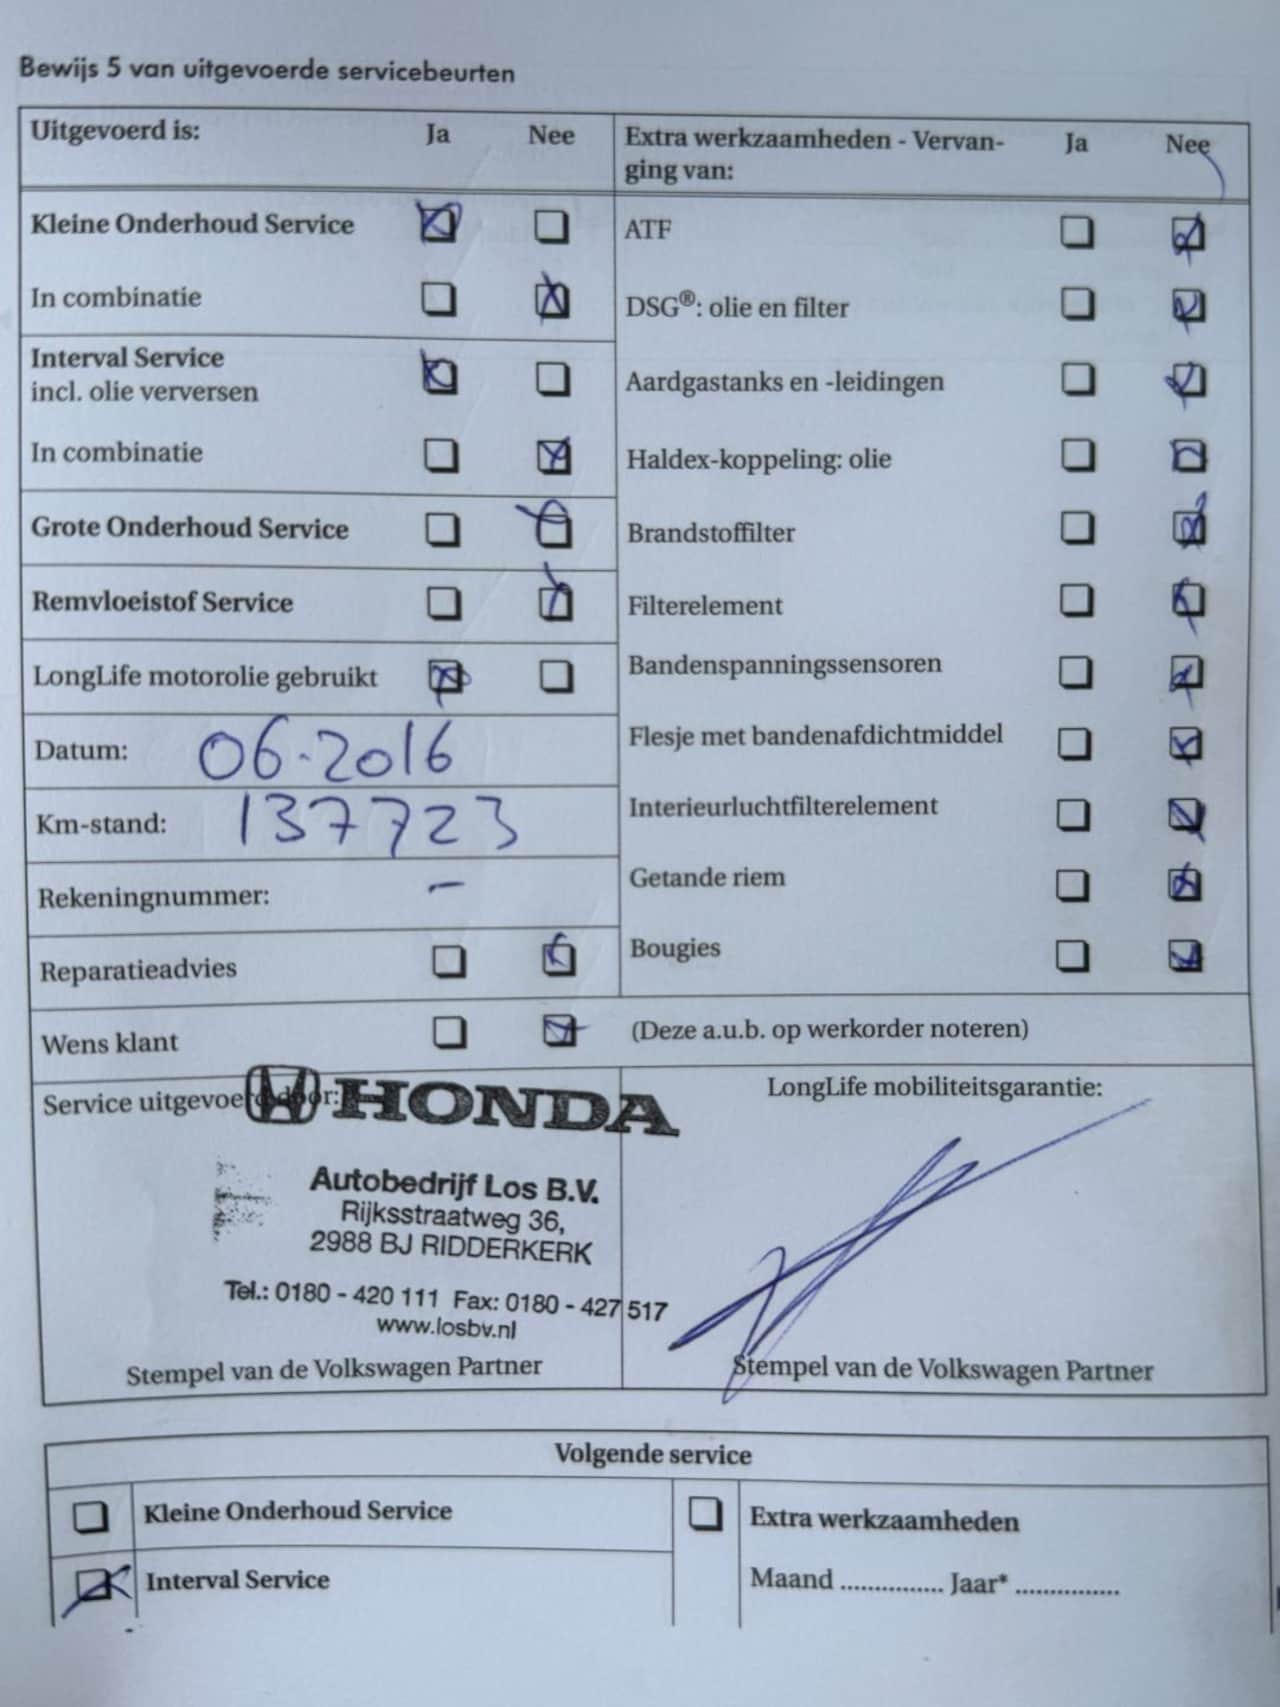 Bewijs 5 van uitgevoerde servicebeurten
Uitgevoerd is: Ja Nee
Kleine Onderhoud Service
In combinatie
Interval Service
incl. olie verversen
In combinatie
Grote Onderhoud Service
Remvloeistof Service
LongLife motorolie gebruikt
Datum: 06-2016
Km-stand: 137723
Rekeningnummer: -
Reparatieadvies
Wens klant
Extra werkzaamheden - Vervan-
ging van: Ja Nee
ATF
DSG®: olie en filter
Aardgastanks en -leidingen
Haldex-koppeling: olie
Brandstoffilter
Filterelement
Bandenspanningssensoren
Flesje met bandenafdichtmiddel
Interieurluchtfilterelement
Getande riem
Bougies
(Deze a.u.b. op werkorder noteren)
Service uitgevoerd door:
HONDA
Autobedrijf Los B.V.
Rijksstraatweg 36,
2988 BJ RIDDERKERK
Tel.: 0180 - 420 111 Fax: 0180 - 427 517
www.losbv.nl
Stempel van de Volkswagen Partner
LongLife mobiliteitsgarantie:
Stempel van de Volkswagen Partner
Volgende service
Kleine Onderhoud Service
Interval Service
Extra werkzaamheden
Maand ............... Jaar* ...............